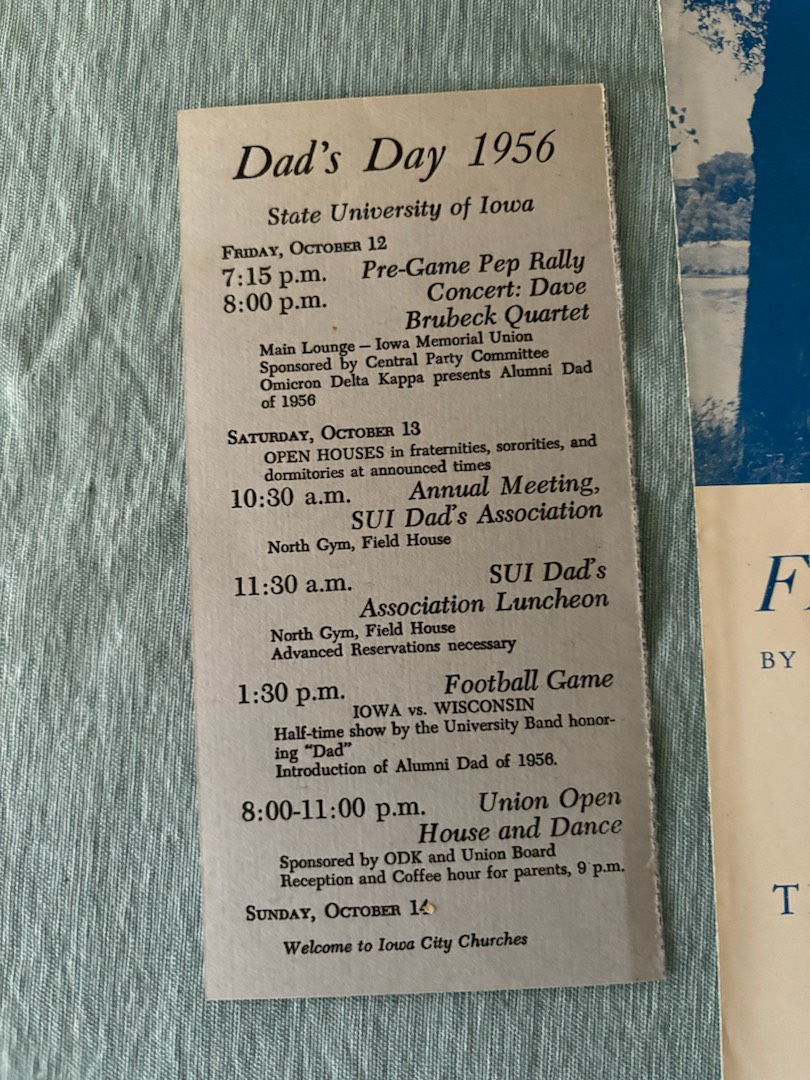 Dad's Day 1956
State University of Iowa
Friday, October 12
7:15 p.m. Pre-Game Pep Rally
8:00 p.m. Concert: Dave
Brubeck Quartet
Main Lounge — Iowa Memorial Union
Sponsored by Central Party Committee
Omicron Delta Kappa presents Alumni Dad
of 1956
Saturday, October 13
OPEN HOUSES in fraternities, sororities, and
dormitories at announced times
10:30 a.m. Annual Meeting,
SUI Dad's Association
North Gym, Field House
11:30 a.m. SUI Dad's
Association Luncheon
North Gym, Field House
Advanced Reservations necessary
1:30 p.m. Football Game
IOWA vs. WISCONSIN
Half-time show by the University Band honor-
ing "Dad"
Introduction of Alumni Dad of 1956.
8:00-11:00 p.m. Union Open
House and Dance
Sponsored by ODK and Union Board
Reception and Coffee hour for parents, 9 p.m.
Sunday, October 14
Welcome to Iowa City Churches
BY